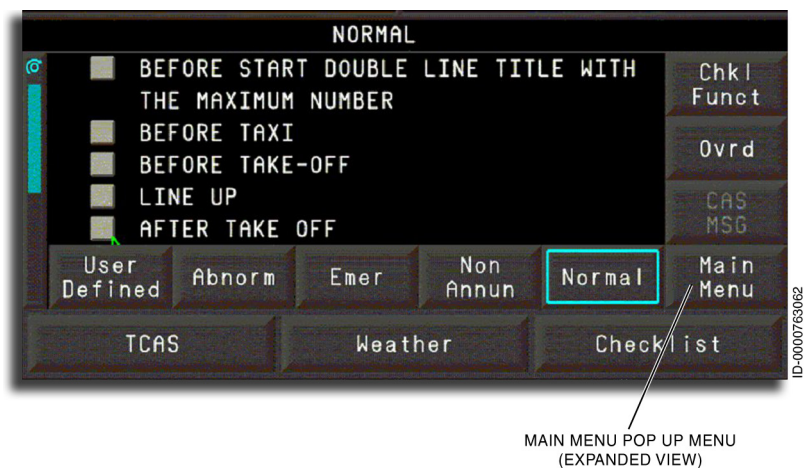 NORMAL
BEFORE START DOUBLE LINE TITLE WITH
THE MAXIMUM NUMBER
BEFORE TAXI
BEFORE TAKE-OFF
LINE UP
AFTER TAKE OFF
Chkl
Funct
Ovrd
CAS
MSG
User
Defined
Abnorm
Emer
Non
Annun
Normal
Main
Menu
TCAS
Weather
Checklist
ID-0000763062
MAIN MENU POP UP MENU
(EXPANDED VIEW)